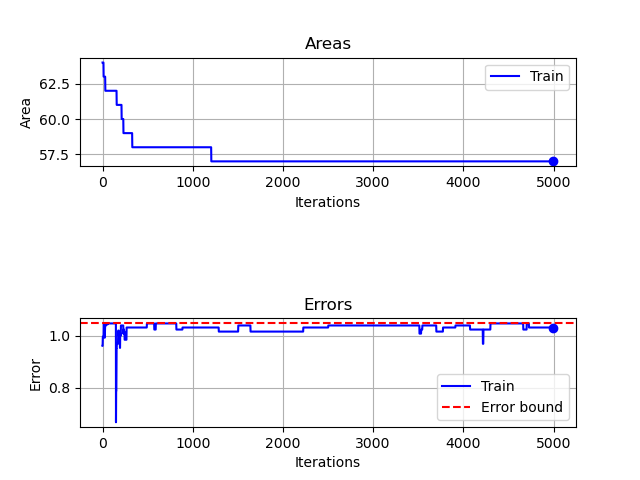 Areas
Area
62.5
60.0
57.5
Train
0
1000
2000
3000
4000
5000
Iterations
Errors
Error
1.0
0.8
Train
Error bound
0
1000
2000
3000
4000
5000
Iterations